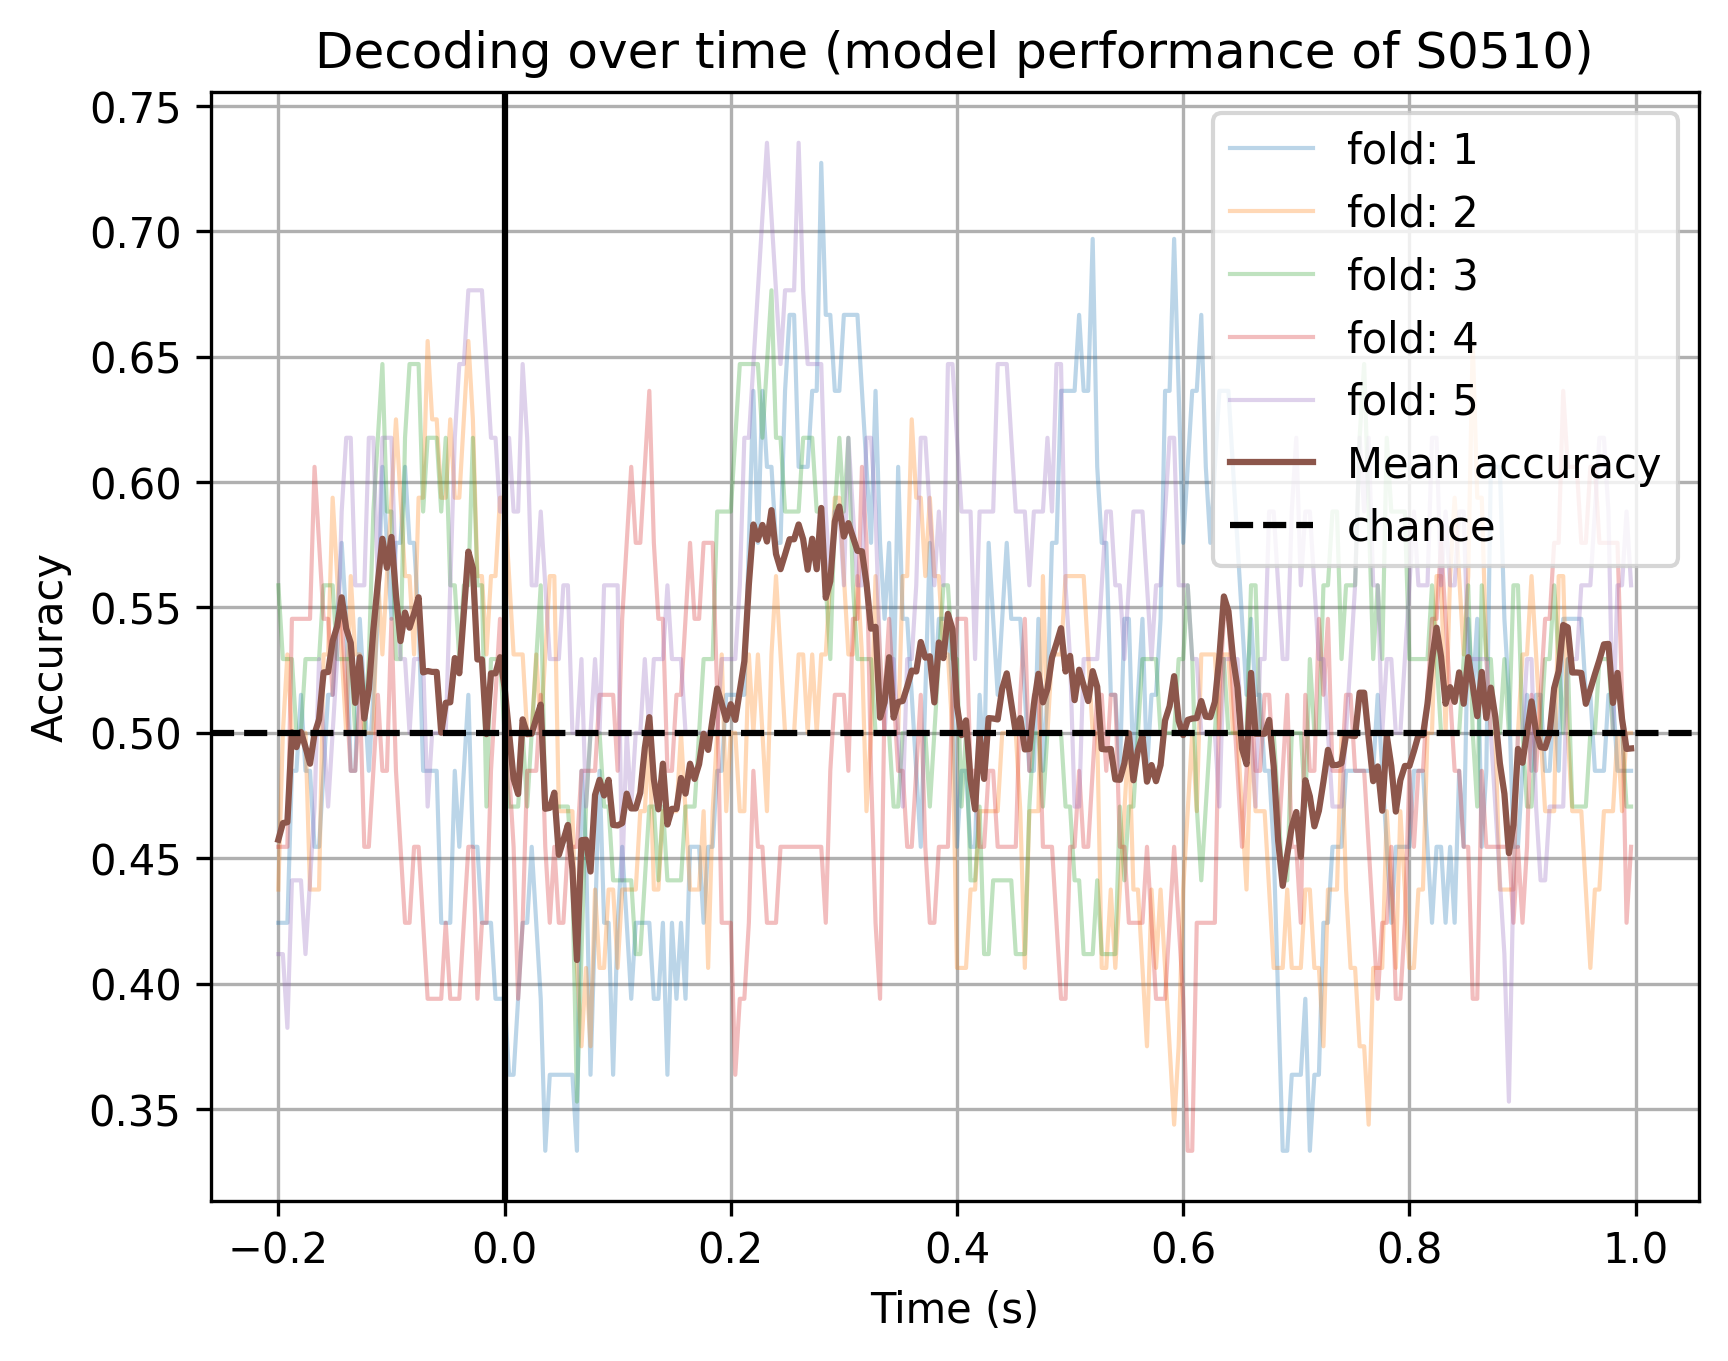 Decoding over time (model performance of S0510)
0.75
0.70
0.65
0.60
0.55
0.50
0.45
0.40
0.35
Accuracy
fold: 1
fold: 2
fold: 3
fold: 4
fold: 5
Mean accuracy
chance
−0.2 0.0 0.2 0.4 0.6 0.8 1.0
Time (s)